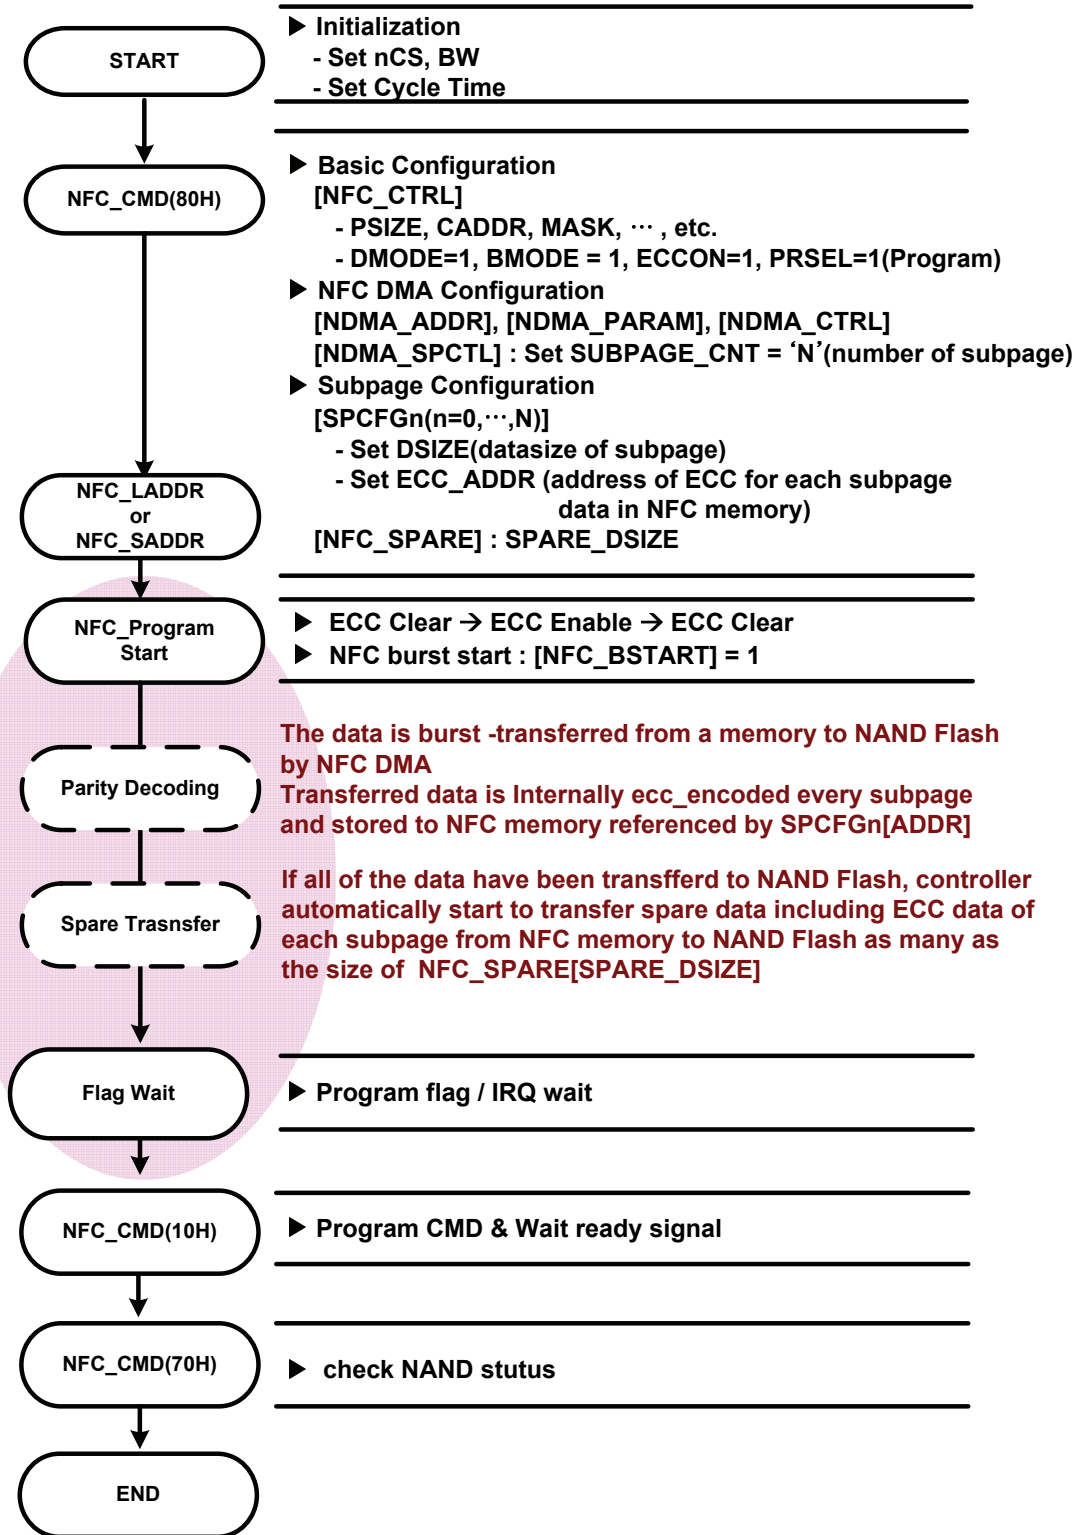 START
▶ Initialization
- Set nCS, BW
- Set Cycle Time
NFC_CMD(80H)
▶ Basic Configuration
[NFC_CTRL]
- PSIZE, CADDR, MASK, ··· , etc.
- DMODE=1, BMODE = 1, ECCON=1, PRSEL=1(Program)
▶ NFC DMA Configuration
[NDMA_ADDR], [NDMA_PARAM], [NDMA_CTRL]
[NDMA_SPCTL] : Set SUBPAGE_CNT = ‘N’(number of subpage)
▶ Subpage Configuration
[SPCFGn(n=0,···,N)]
- Set DSIZE(datasize of subpage)
- Set ECC_ADDR (address of ECC for each subpage
data in NFC memory)
[NFC_SPARE] : SPARE_DSIZE
NFC_LADDR
or
NFC_SADDR
NFC_Program
Start
▶ ECC Clear → ECC Enable → ECC Clear
▶ NFC burst start : [NFC_BSTART] = 1
Parity Decoding
The data is burst -transferred from a memory to NAND Flash
by NFC DMA
Transferred data is Internally ecc_encoded every subpage
and stored to NFC memory referenced by SPCFGn[ADDR]
Spare Trasnsfer
If all of the data have been transfferd to NAND Flash, controller
automatically start to transfer spare data including ECC data of
each subpage from NFC memory to NAND Flash as many as
the size of NFC_SPARE[SPARE_DSIZE]
Flag Wait
▶ Program flag / IRQ wait
NFC_CMD(10H)
▶ Program CMD & Wait ready signal
NFC_CMD(70H)
▶ check NAND stutus
END